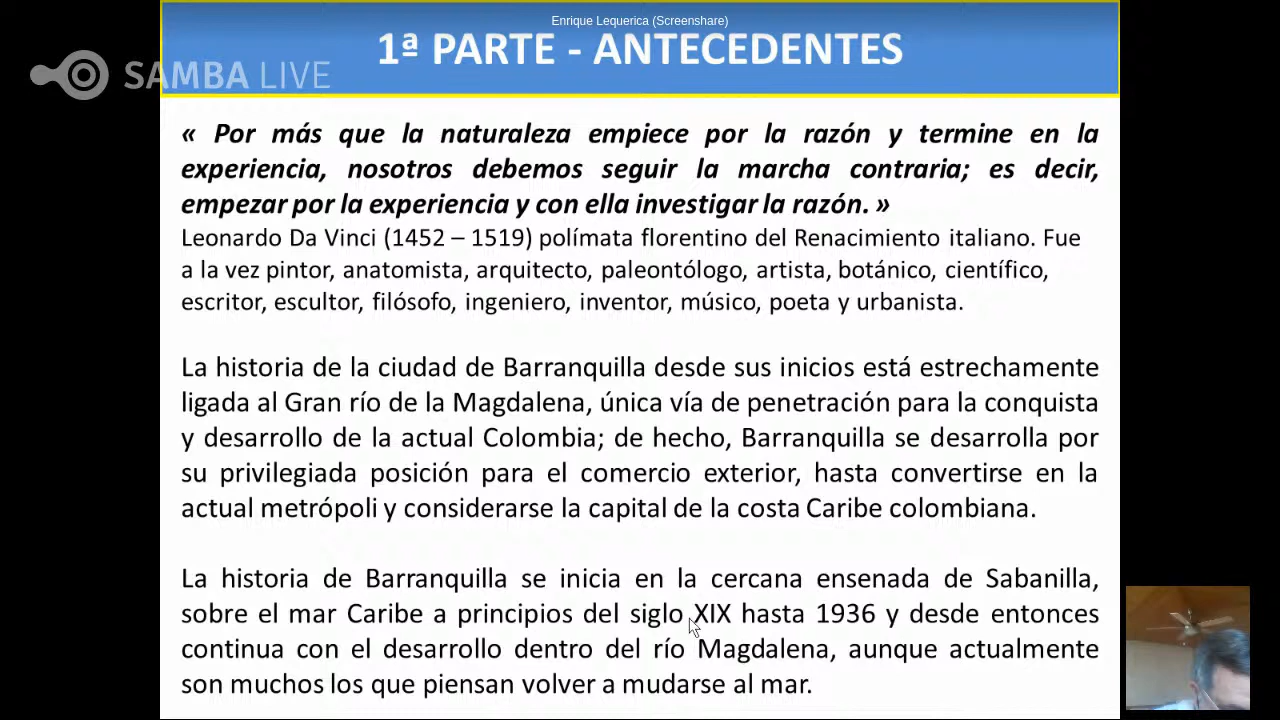 Enrique Lequerica (Screenshare)
1ª PARTE - ANTECEDENTES
SAMBA LIVE
« Por más que la naturaleza empiece por la razón y termine en la
experiencia, nosotros debemos seguir la marcha contraria; es decir,
empezar por la experiencia y con ella investigar la razón. »
Leonardo Da Vinci (1452 – 1519) polímata florentino del Renacimiento italiano. Fue
a la vez pintor, anatomista, arquitecto, paleontólogo, artista, botánico, científico,
escritor, escultor, filósofo, ingeniero, inventor, músico, poeta y urbanista.
La historia de la ciudad de Barranquilla desde sus inicios está estrechamente
ligada al Gran río de la Magdalena, única vía de penetración para la conquista
y desarrollo de la actual Colombia; de hecho, Barranquilla se desarrolla por
su privilegiada posición para el comercio exterior, hasta convertirse en la
actual metrópoli y considerarse la capital de la costa Caribe colombiana.
La historia de Barranquilla se inicia en la cercana ensenada de Sabanilla,
sobre el mar Caribe a principios del siglo XIX hasta 1936 y desde entonces
continua con el desarrollo dentro del río Magdalena, aunque actualmente
son muchos los que piensan volver a mudarse al mar.